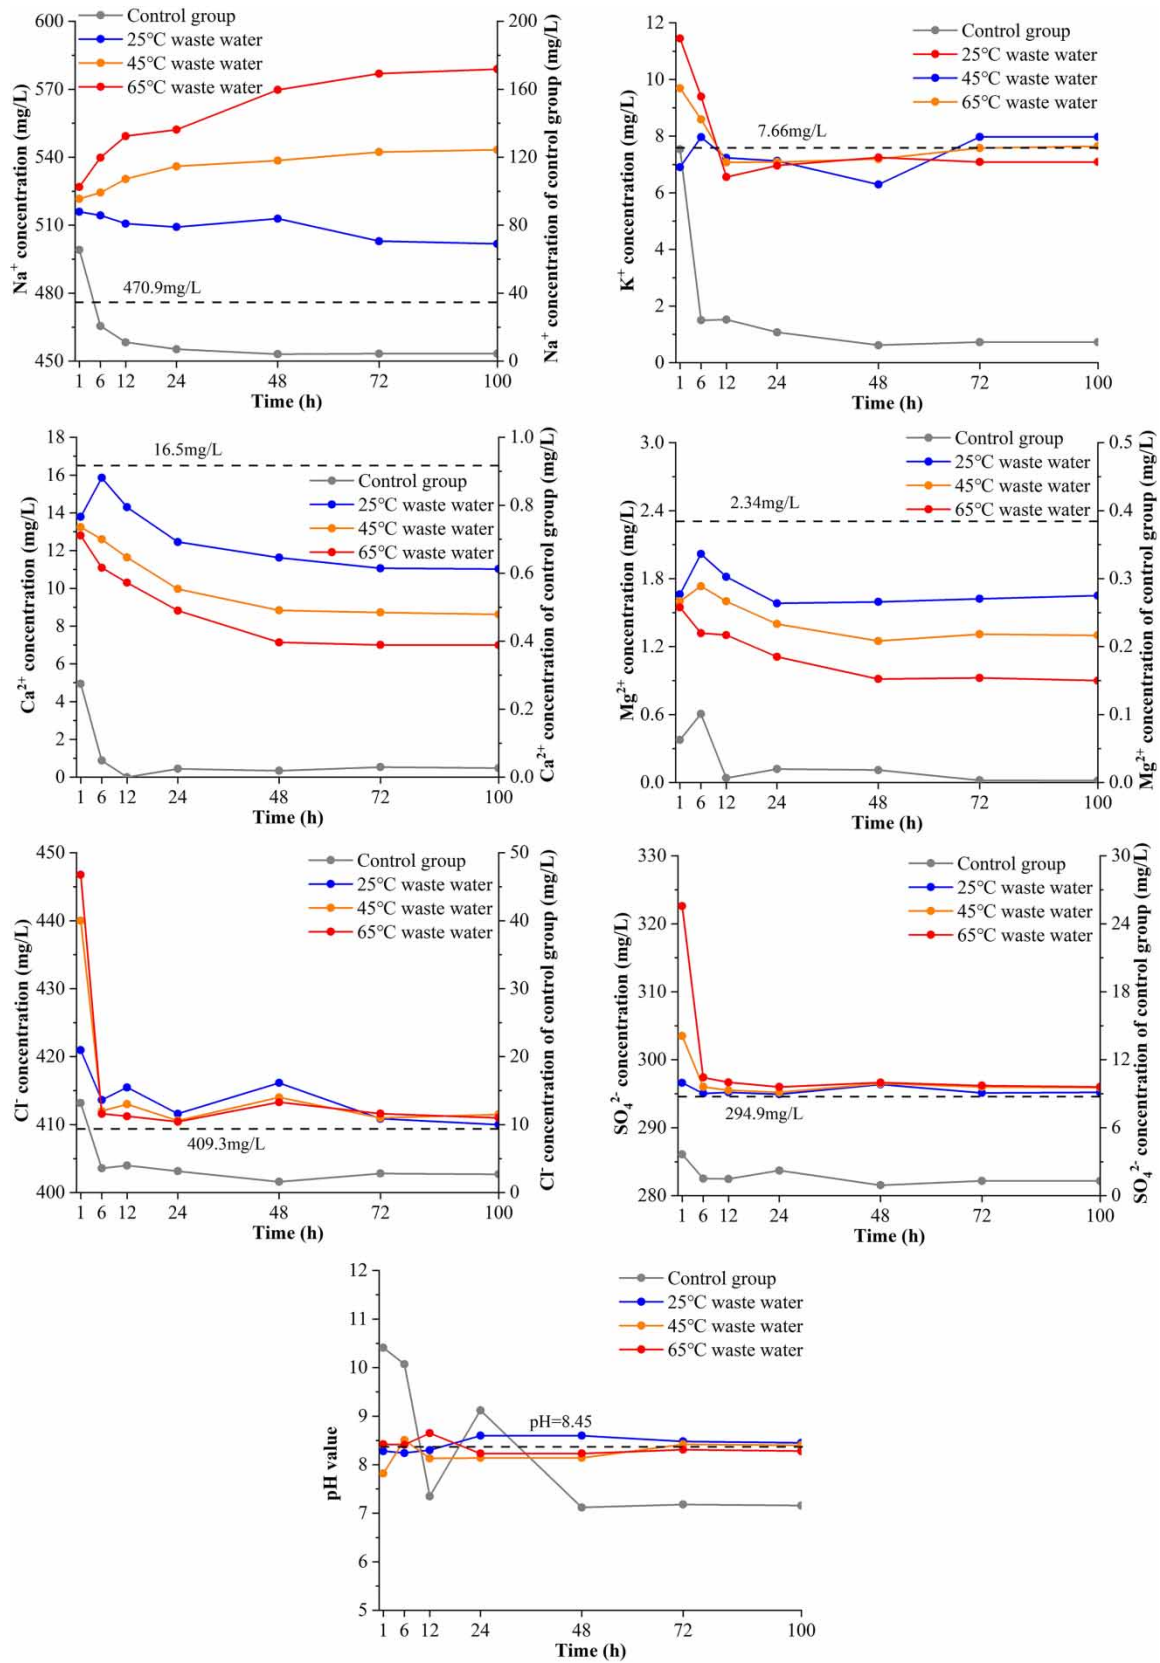 Control group
25℃ waste water
45℃ waste water
65℃ waste water
470.9mg/L
Na⁺ concentration (mg/L)
600
570
540
510
480
450
Na⁺ concentration of control group (mg/L)
200
160
120
80
40
0
1 6 12 24 48 72 100
Time (h)
Control group
25℃ waste water
45℃ waste water
65℃ waste water
7.66mg/L
K⁺ concentration (mg/L)
12
10
8
6
4
2
0
1 6 12 24 48 72 100
Time (h)
16.5mg/L
Control group
25℃ waste water
45℃ waste water
65℃ waste water
Ca²⁺ concentration (mg/L)
18
16
14
12
10
8
6
4
2
0
Ca²⁺ concentration of control group (mg/L)
1.0
0.8
0.6
0.4
0.2
0.0
1 6 12 24 48 72 100
Time (h)
Control group
25℃ waste water
45℃ waste water
65℃ waste water
2.34mg/L
Mg²⁺ concentration (mg/L)
3.0
2.4
1.8
1.2
0.6
0.0
Mg²⁺ concentration of control group (mg/L)
0.5
0.4
0.3
0.2
0.1
0.0
1 6 12 24 48 72 100
Time (h)
Control group
25℃ waste water
45℃ waste water
65℃ waste water
409.3mg/L
Cl⁻ concentration (mg/L)
450
440
430
420
410
400
Cl⁻ concentration of control group (mg/L)
50
40
30
20
10
0
1 6 12 24 48 72 100
Time (h)
Control group
25℃ waste water
45℃ waste water
65℃ waste water
294.9mg/L
SO₄²⁻ concentration (mg/L)
330
320
310
300
290
280
SO₄²⁻ concentration of control group (mg/L)
30
24
18
12
6
0
1 6 12 24 48 72 100
Time (h)
Control group
25℃ waste water
45℃ waste water
65℃ waste water
pH=8.45
pH value
12
11
10
9
8
7
6
5
1 6 12 24 48 72 100
Time (h)